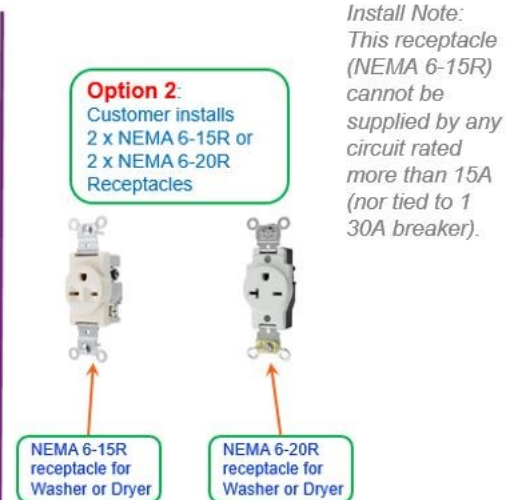 Install Note:
This receptacle
(NEMA 6-15R)
cannot be
supplied by any
circuit rated
more than 15A
(nor tied to 1
30A breaker).
Option 2:
Customer installs
2 x NEMA 6-15R or
2 x NEMA 6-20R
Receptacles
NEMA 6-15R
receptacle for
Washer or Dryer
NEMA 6-20R
receptacle for
Washer or Dryer